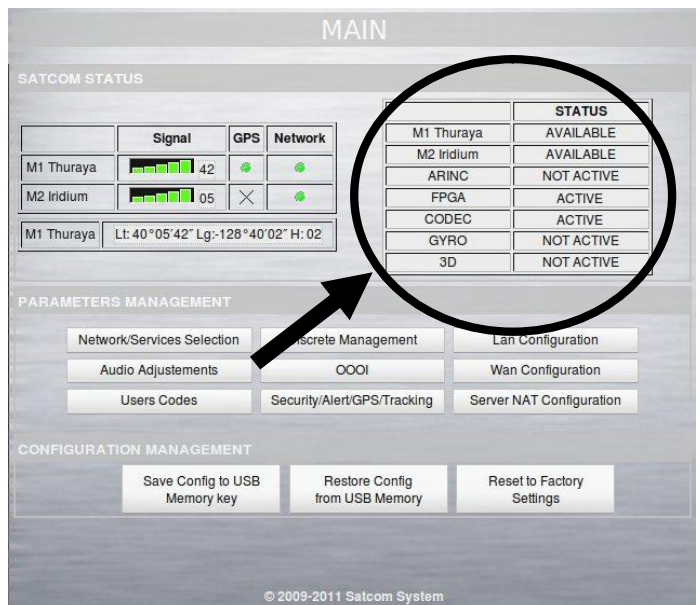 MAIN
SATCOM STATUS
Signal GPS Network
M1 Thuraya 42
M2 Iridium 05
M1 Thuraya Lt: 40°05'42" Lg:-128°40'02" H: 02
STATUS
M1 Thuraya AVAILABLE
M2 Iridium AVAILABLE
ARINC NOT ACTIVE
FPGA ACTIVE
CODEC ACTIVE
GYRO NOT ACTIVE
3D NOT ACTIVE
PARAMETERS MANAGEMENT
Network/Services Selection screte Management Lan Configuration
Audio Adjustements OOOI Wan Configuration
Users Codes Security/Alert/GPS/Tracking Server NAT Configuration
CONFIGURATION MANAGEMENT
Save Config to USB Restore Config Reset to Factory
Memory key from USB Memory Settings
© 2009-2011 Satcom System